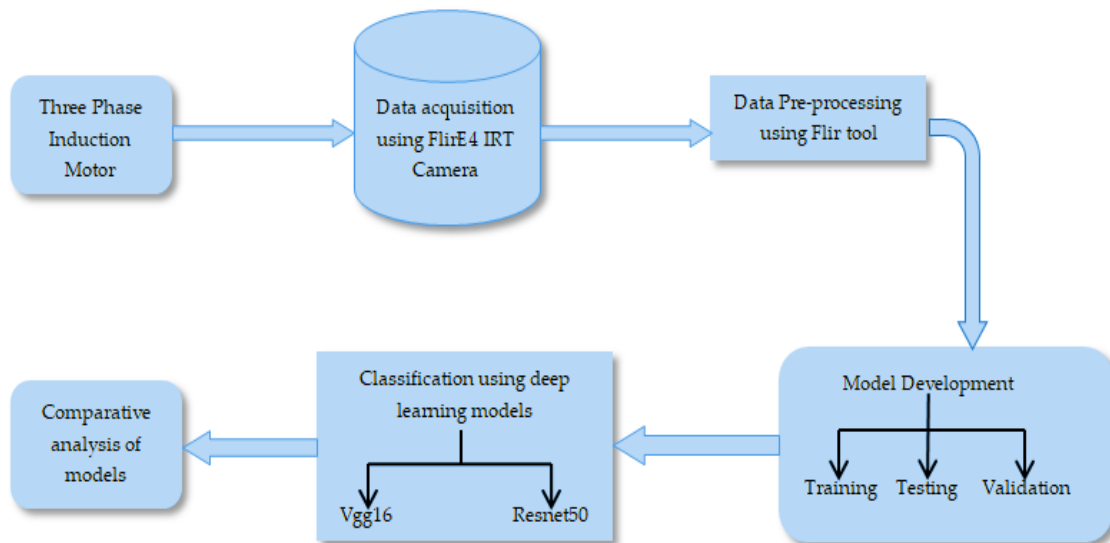 Three Phase
Induction
Motor
Data acquisition
using FlirE4 IRT
Camera
Data Pre-processing
using Flir tool
Model Development
Training
Testing
Validation
Classification using deep
learning models
Vgg16
Resnet50
Comparative
analysis of
models